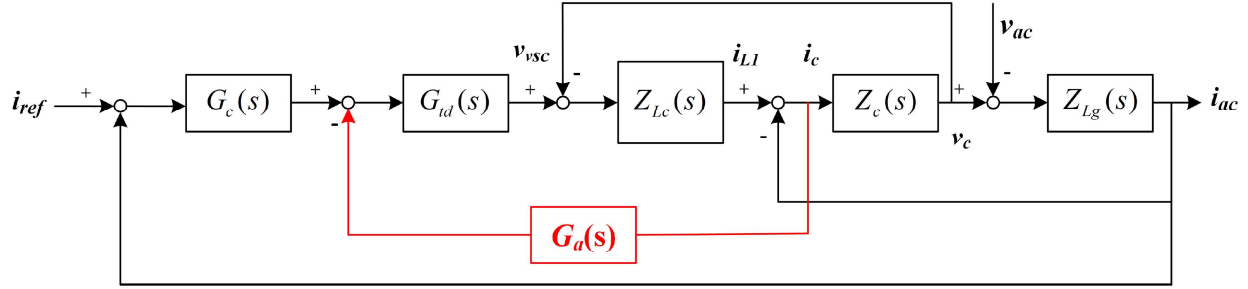 v_ac
v_vsc
-
i_L1
i_c
-
i_ref
+
G_c(s)
+
-
G_td(s)
+
Z_Lc(s)
+
-
Z_c(s)
+
v_c
Z_Lg(s)
i_ac
G_a(s)